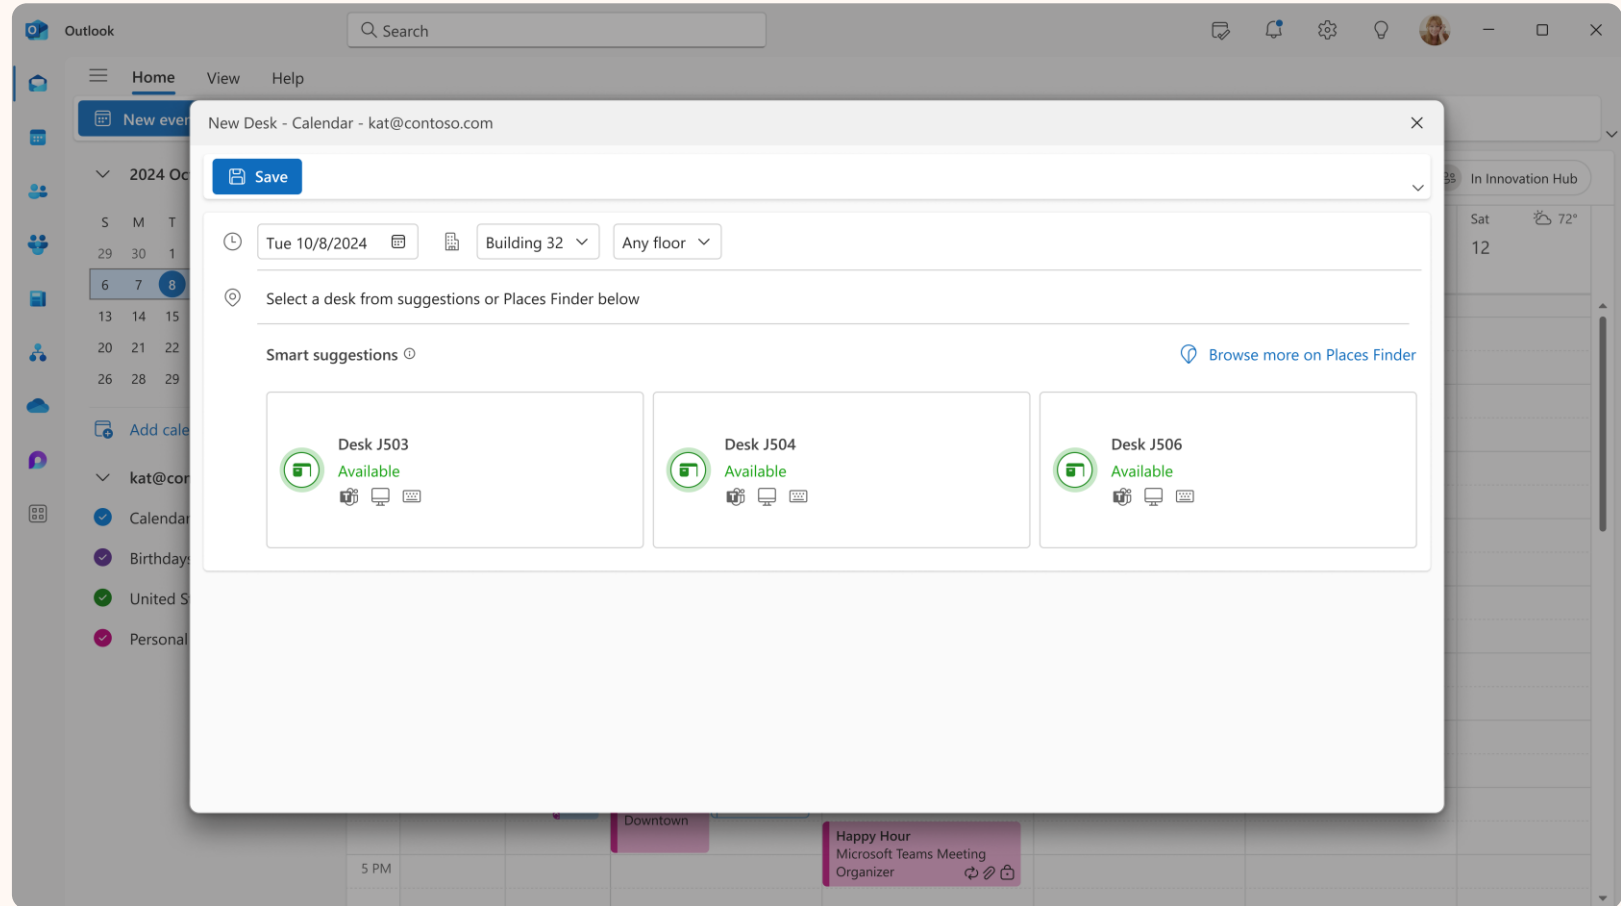 Outlook
Search
Home View Help
New ever
New Desk - Calendar - kat@contoso.com
Save
2024 Oc
In Innovation Hub
S M T
29 30 1
6 7 8
13 14 15
20 21 22
26 28 29
Tue 10/8/2024
Building 32
Any floor
Sat 72°
12
Select a desk from suggestions or Places Finder below
Smart suggestions
Browse more on Places Finder
Add cale
kat@cor
Calendar
Birthdays
United S
Personal
Desk J503
Available
Desk J504
Available
Desk J506
Available
Downtown
Happy Hour
Microsoft Teams Meeting
Organizer
5 PM